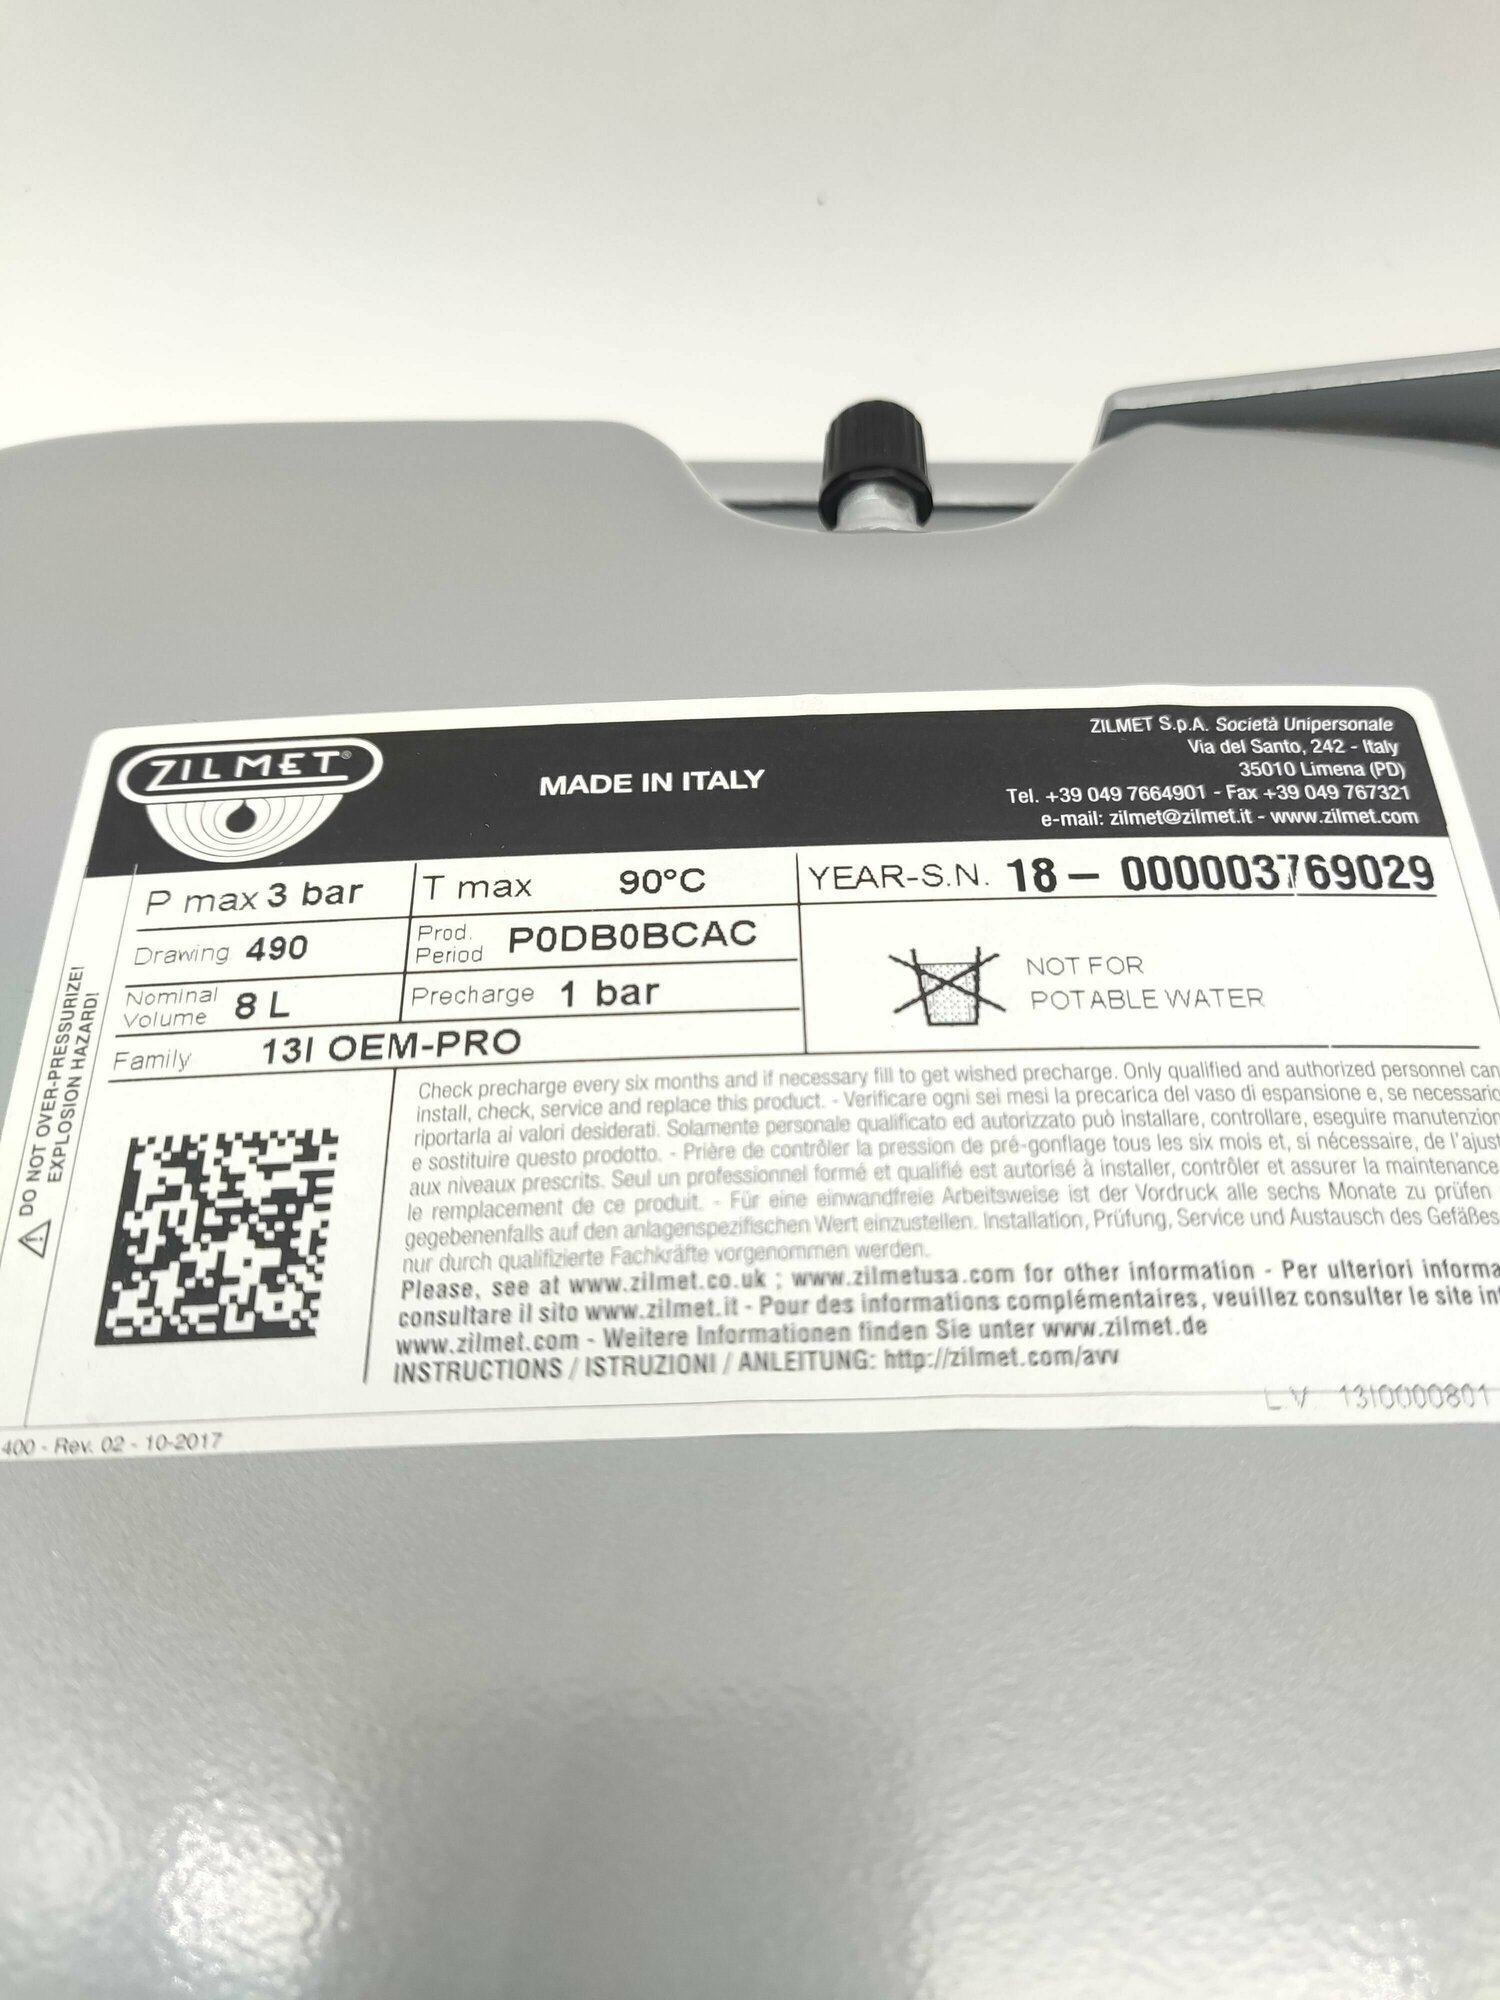 ZILMET®
MADE IN ITALY
ZILMET S.p.A. Società Unipersonale
Via del Santo, 242 - Italy
35010 Limena (PD)
Tel. +39 049 7664901 - Fax +39 049 767321
e-mail: zilmet@zilmet.it - www.zilmet.com
P max 3 bar
T max 90°C
YEAR-S.N. 18- 000003769029
Drawing 490
Prod. Period P0DB0BCAC
Nominal Volume 8 L
Precharge 1 bar
NOT FOR
POTABLE WATER
Family 13I OEM-PRO
DO NOT OVER-PRESSURIZE!
EXPLOSION HAZARD!
Check precharge every six months and if necessary fill to get wished precharge. Only qualified and authorized personnel can
install, check, service and replace this product. - Verificare ogni sei mesi la precarica del vaso di espansione e, se necessario
riportarla ai valori desiderati. Solamente personale qualificato ed autorizzato può installare, controllare, eseguire manutenzion
e sostituire questo prodotto. - Prière de contrôler la pression de pré-gonflage tous les six mois et, si nécessaire, de l'ajust
aux niveaux prescrits. Seul un professionnel formé et qualifié est autorisé à installer, contrôler et assurer la maintenance
le remplacement de ce produit. - Für eine einwandfreie Arbeitsweise ist der Vordruck alle sechs Monate zu prüfen
gegebenenfalls auf den anlagenspezifischen Wert einzustellen. Installation, Prüfung, Service und Austausch des Gefäßes
nur durch qualifizierte Fachkräfte vorgenommen werden.
Please, see at www.zilmet.co.uk ; www.zilmetusa.com for other information - Per ulteriori informa
consultare il sito www.zilmet.it - Pour des informations complémentaires, veuillez consulter le site int
www.zilmet.com - Weitere Informationen finden Sie unter www.zilmet.de
INSTRUCTIONS / ISTRUZIONI / ANLEITUNG: http://zilmet.com/avv
LV 13I0000801
400 - Rev. 02 - 10-2017